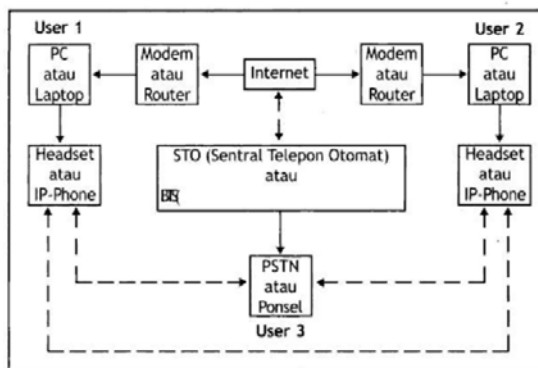 User 1
User 2
PC
atau
Laptop
Modem
atau
Router
Internet
Modem
atau
Router
PC
atau
Laptop
Headset
atau
IP-Phone
STO (Sentral Telepon Otomat)
atau
Headset
atau
IP-Phone
PSTN
atau
Ponsel
User 3